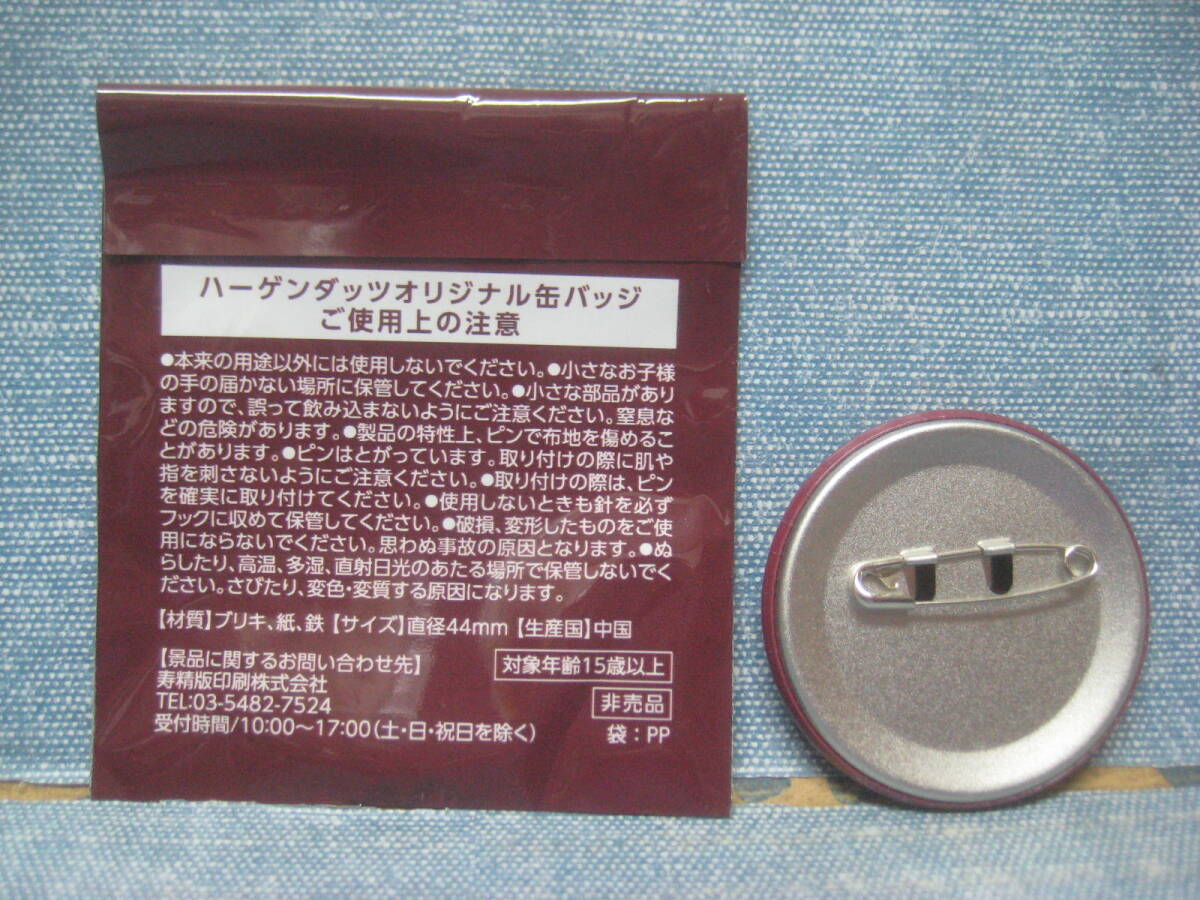 ハーゲンダッツオリジナル缶バッジ
ご使用上の注意
●本来の用途以外には使用しないでください。●小さなお子様
の手の届かない場所に保管してください。●小さな部品があり
ますので、誤って飲み込まないようにご注意ください。窒息な
どの危険があります。●製品の特性上、ピンで布地を傷めるこ
とがあります。●ピンはとがっています。取り付けの際に肌や
指を刺さないようにご注意ください。●取り付けの際は、ピン
を確実に取り付けてください。●使用しないときも針を必ず
フックに収めて保管してください。●破損、変形したものをご使
用にならないでください。思わぬ事故の原因となります。●ぬ
らしたり、高温、多湿、直射日光のあたる場所で保管しないでく
ださい。さびたり、変色・変質する原因になります。
【材質】ブリキ、紙、鉄【サイズ】直径44mm【生産国】中国
【景品に関するお問い合わせ先】
寿精版印刷株式会社
TEL:03-5482-7524
受付時間/10:00〜17:00(土・日・祝日を除く)
対象年齢15歳以上
非売品
袋:PP